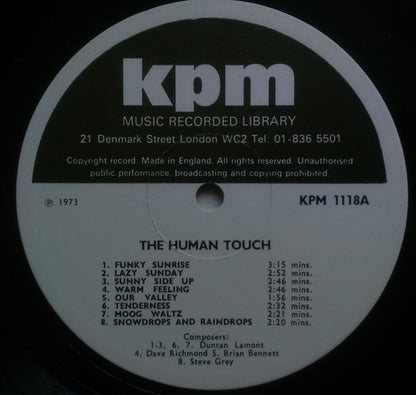 kpm
MUSIC RECORDED LIBRARY
21 Denmark Street London WC2 Tel: 01-836 5501
Copyright record. Made in England. All rights reserved. Unauthorised
public performance, broadcasting and copying prohibited.
℗ 1973 KPM 1118A
THE HUMAN TOUCH
1. FUNKY SUNRISE 3:15 mins.
2. LAZY SUNDAY 2:52 mins.
3. SUNNY SIDE UP 2:46 mins.
4. WARM FEELING 2:46 mins.
5. OUR VALLEY 1:56 mins.
6. TENDERNESS 2:32 mins.
7. MOOG WALTZ 2:21 mins.
8. SNOWDROPS AND RAINDROPS 2:20 mins.
Composers:
1-3, 6, 7. Duncan Lamont
4, Dave Richmond 5. Brian Bennett
8. Steve Grey